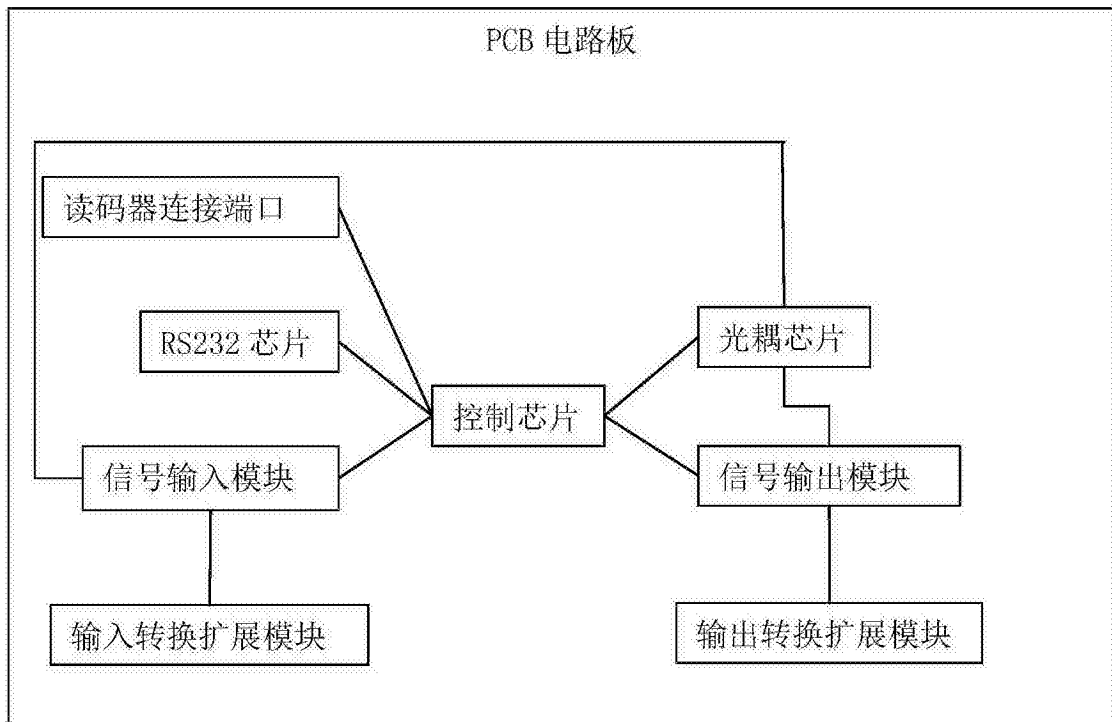 PCB 电路板
读码器连接端口
RS232 芯片
光耦芯片
控制芯片
信号输入模块
信号输出模块
输入转换扩展模块
输出转换扩展模块